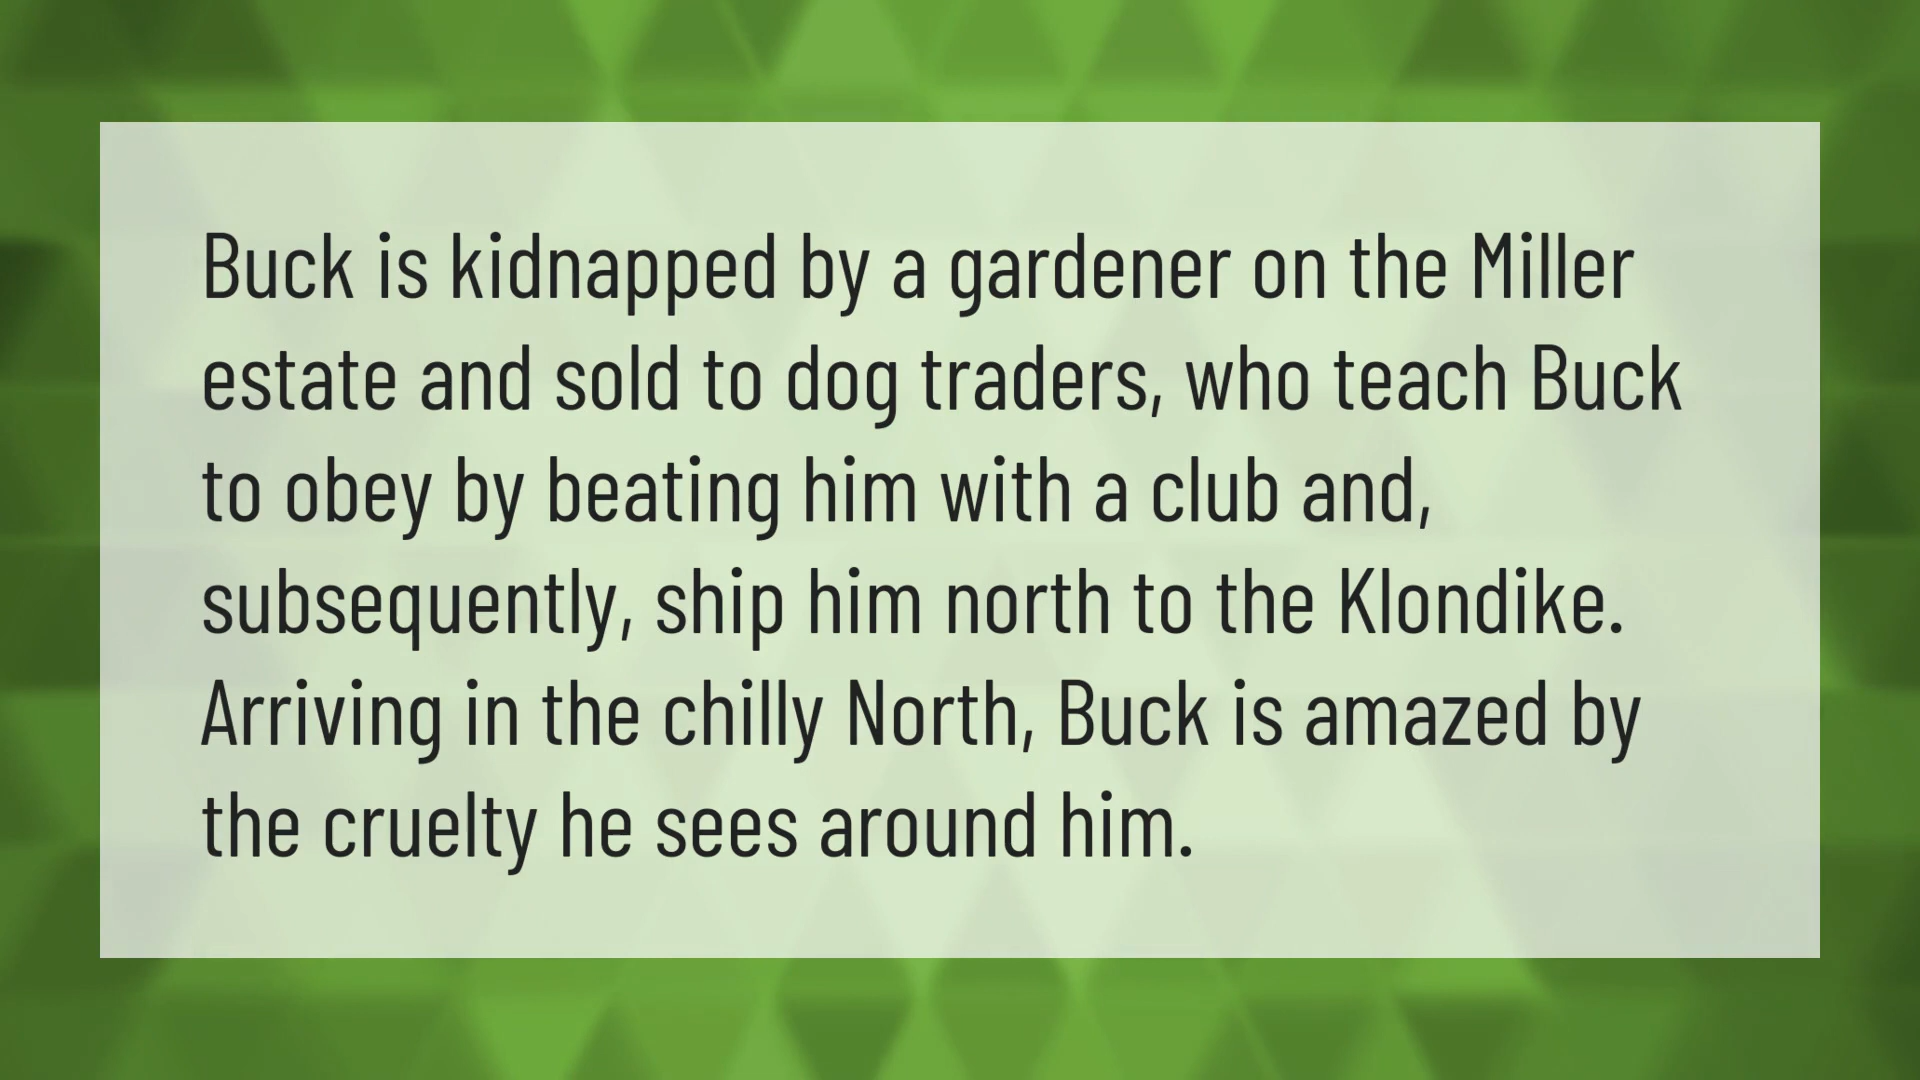 Buck is kidnapped by a gardener on the Miller
estate and sold to dog traders, who teach Buck
to obey by beating him with a club and,
subsequently, ship him north to the Klondike.
Arriving in the chilly North, Buck is amazed by
the cruelty he sees around him.